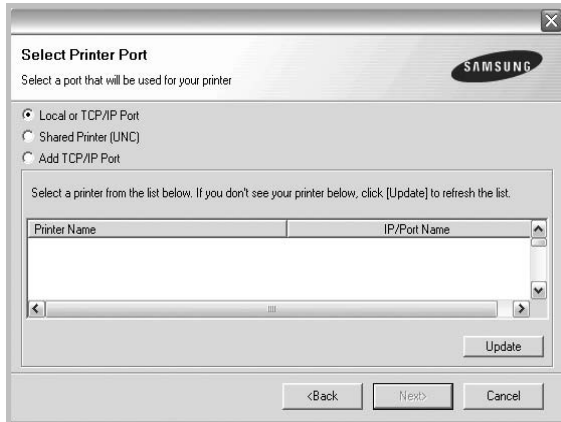 Select Printer Port
Select a port that will be used for your printer
SAMSUNG
Local or TCP/IP Port
Shared Printer (UNC)
Add TCP/IP Port
Select a printer from the list below. If you don't see your printer below, click [Update] to refresh the list.
Printer Name IP/Port Name
Update
<Back Next> Cancel